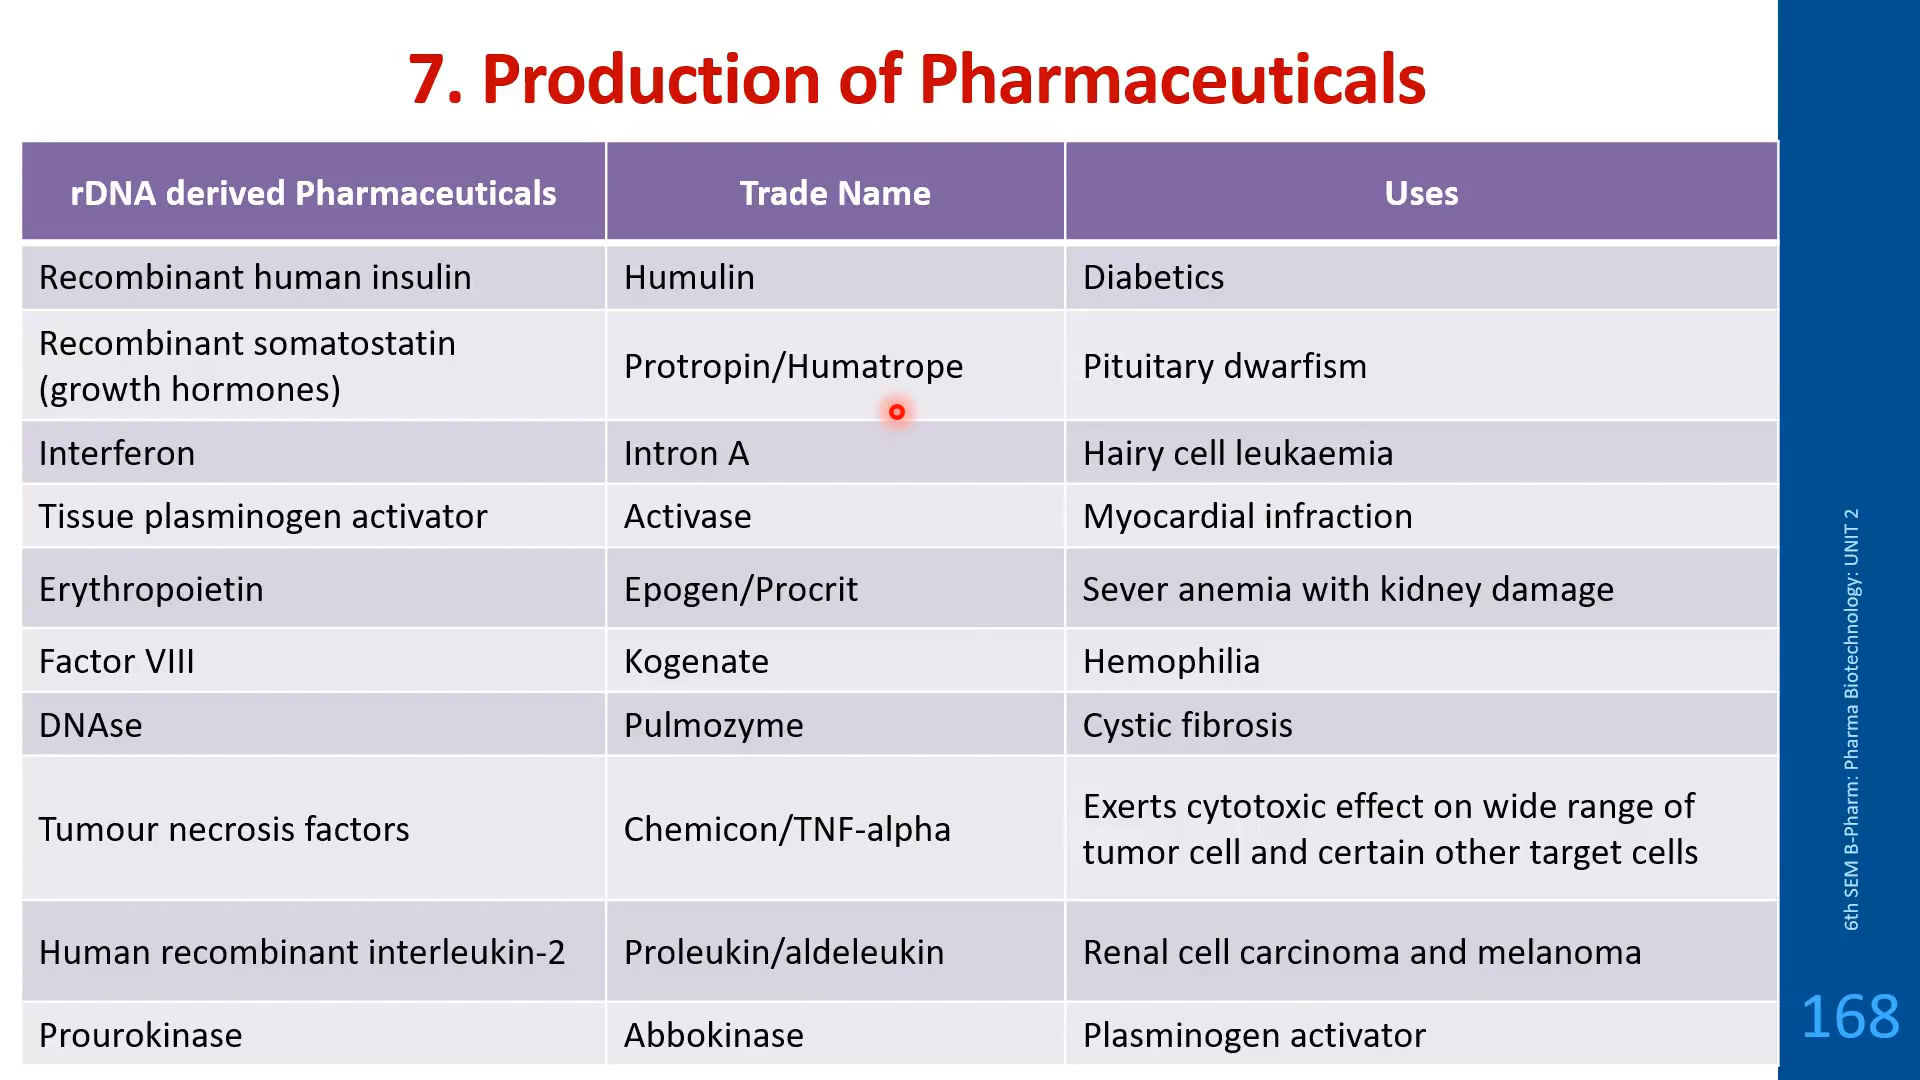 7. Production of Pharmaceuticals
rDNA derived Pharmaceuticals Trade Name Uses
Recombinant human insulin Humulin Diabetics
Recombinant somatostatin
(growth hormones) Protropin/Humatrope Pituitary dwarfism
Interferon Intron A Hairy cell leukaemia
Tissue plasminogen activator Activase Myocardial infraction
Erythropoietin Epogen/Procrit Sever anemia with kidney damage
Factor VIII Kogenate Hemophilia
DNAse Pulmozyme Cystic fibrosis
Tumour necrosis factors Chemicon/TNF-alpha Exerts cytotoxic effect on wide range of
tumor cell and certain other target cells
Human recombinant interleukin-2 Proleukin/aldeleukin Renal cell carcinoma and melanoma
Prourokinase Abbokinase Plasminogen activator
6th SEM B-Pharm: Pharma Biotechnology: UNIT 2
168